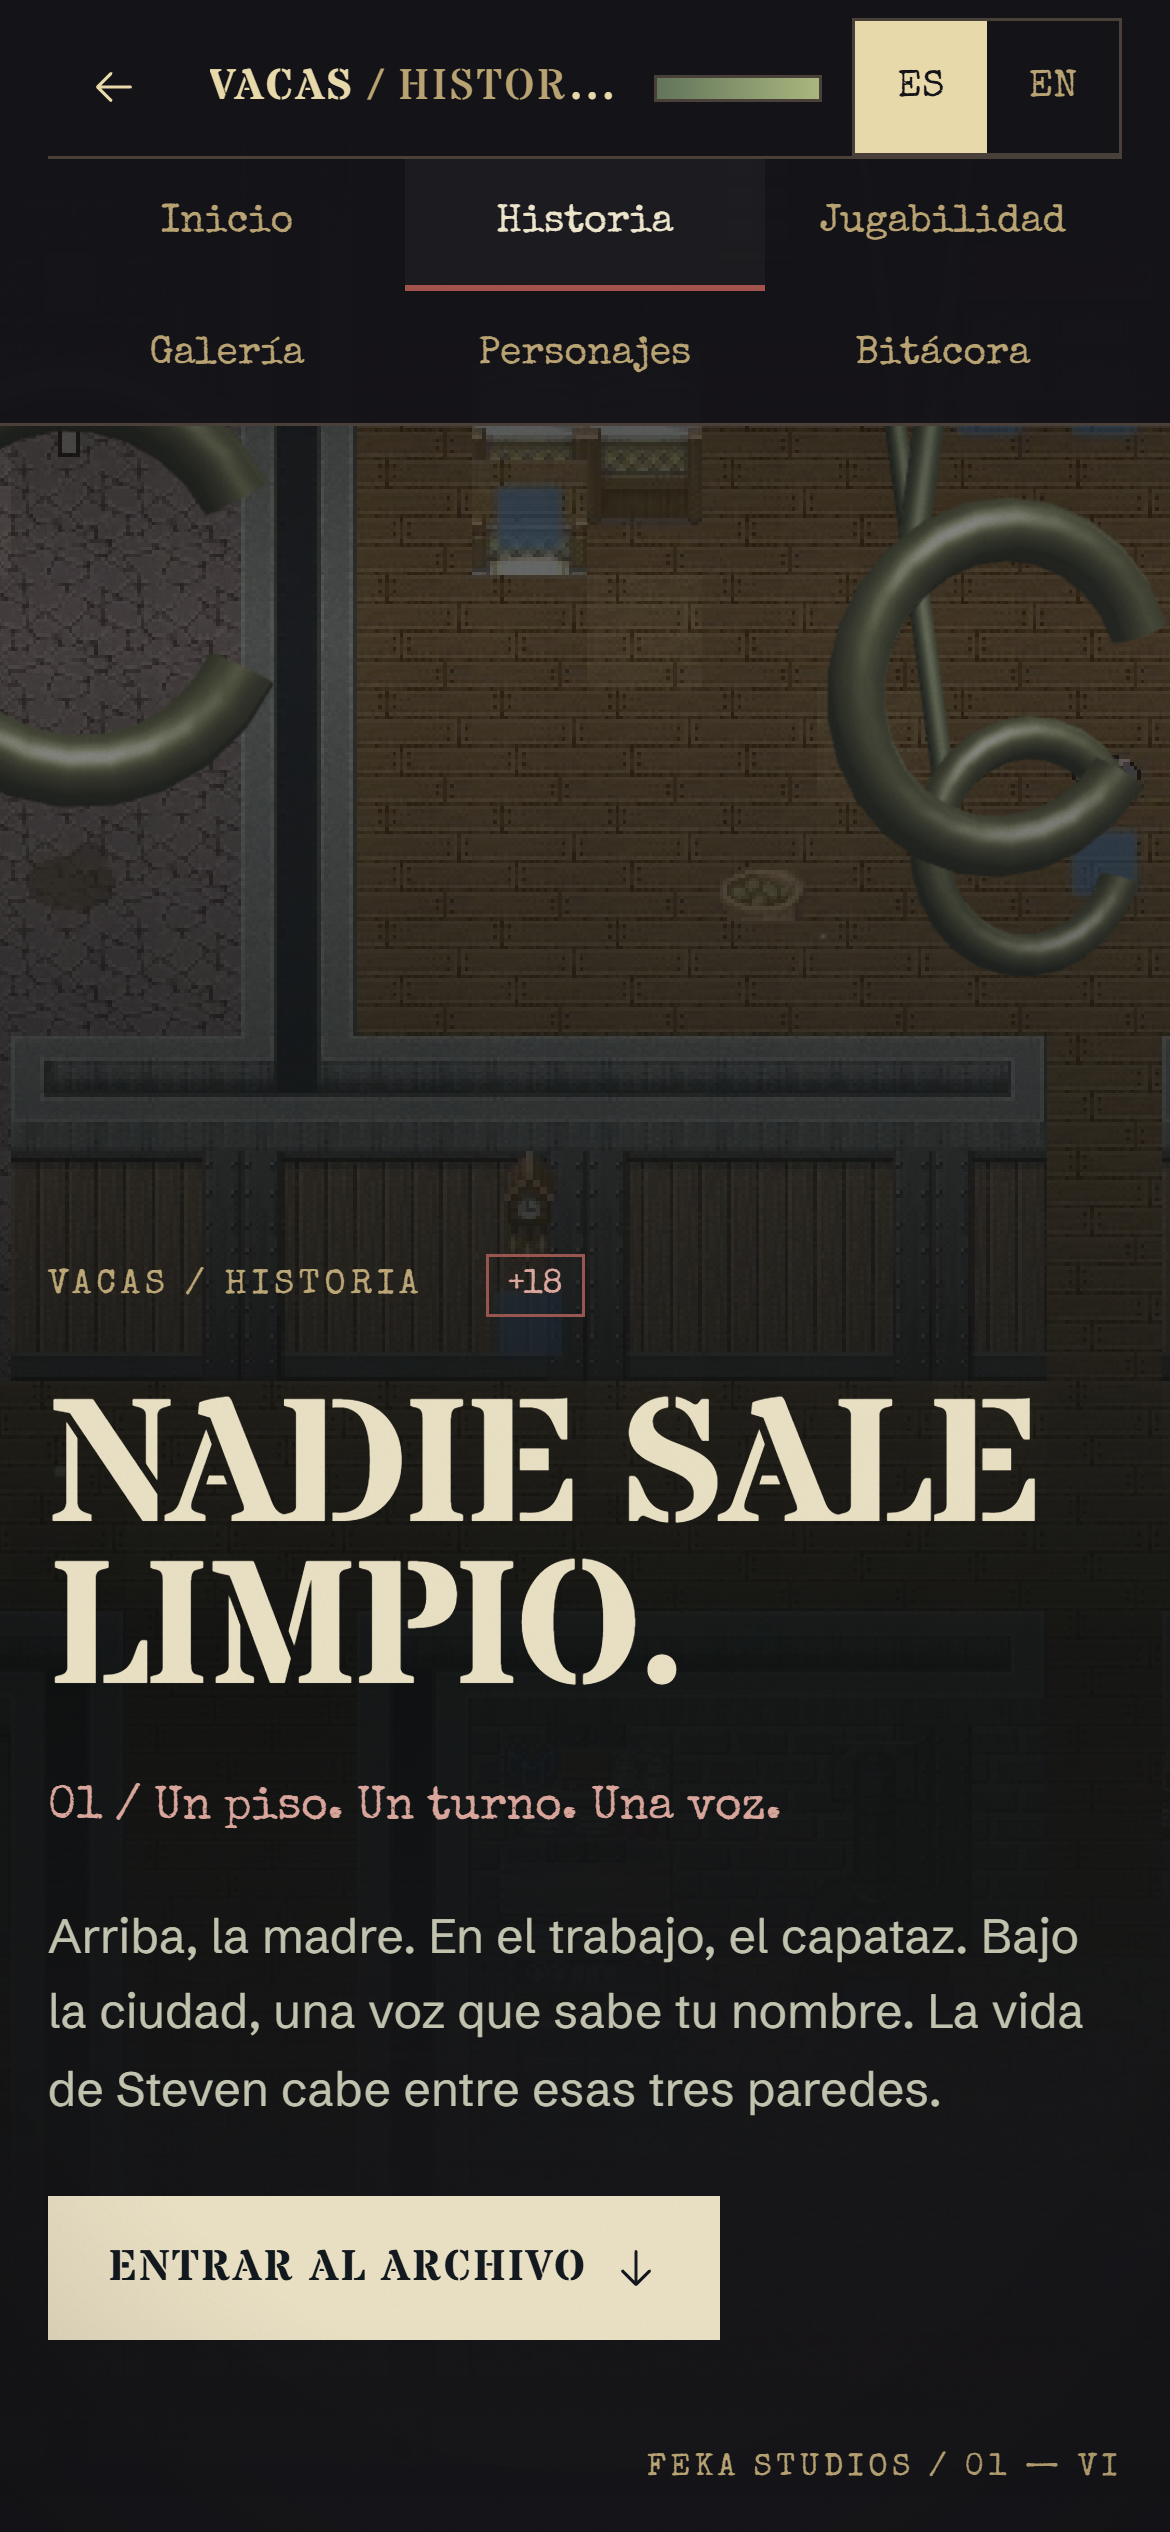 VACAS / HISTOR...
ES
EN
Inicio
Historia
Jugabilidad
Galería
Personajes
Bitácora
VACAS / HISTORIA
+18
NADIE SALE
LIMPIO.
01 / Un piso. Un turno. Una voz.
Arriba, la madre. En el trabajo, el capataz. Bajo
la ciudad, una voz que sabe tu nombre. La vida
de Steven cabe entre esas tres paredes.
ENTRAR AL ARCHIVO ↓
FEKA STUDIOS / 01 — VI